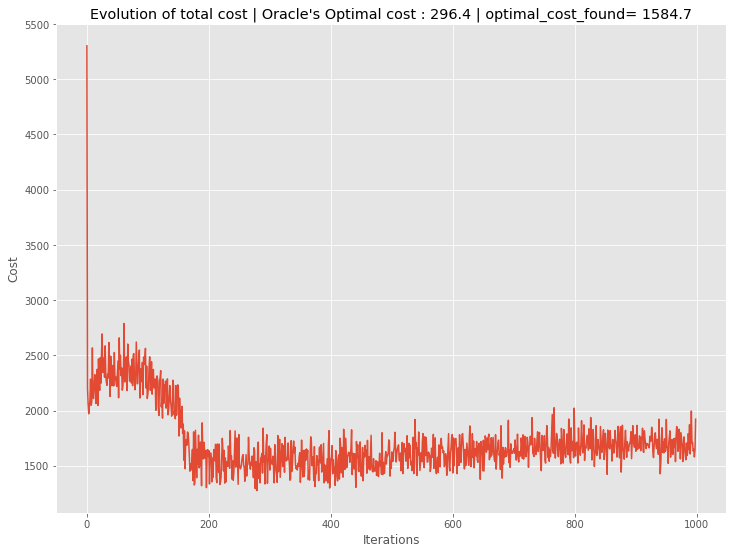 Evolution of total cost | Oracle's Optimal cost : 296.4 | optimal_cost_found= 1584.7
5500
5000
4500
4000
3500
3000
2500
2000
1500
Cost
0 200 400 600 800 1000
Iterations